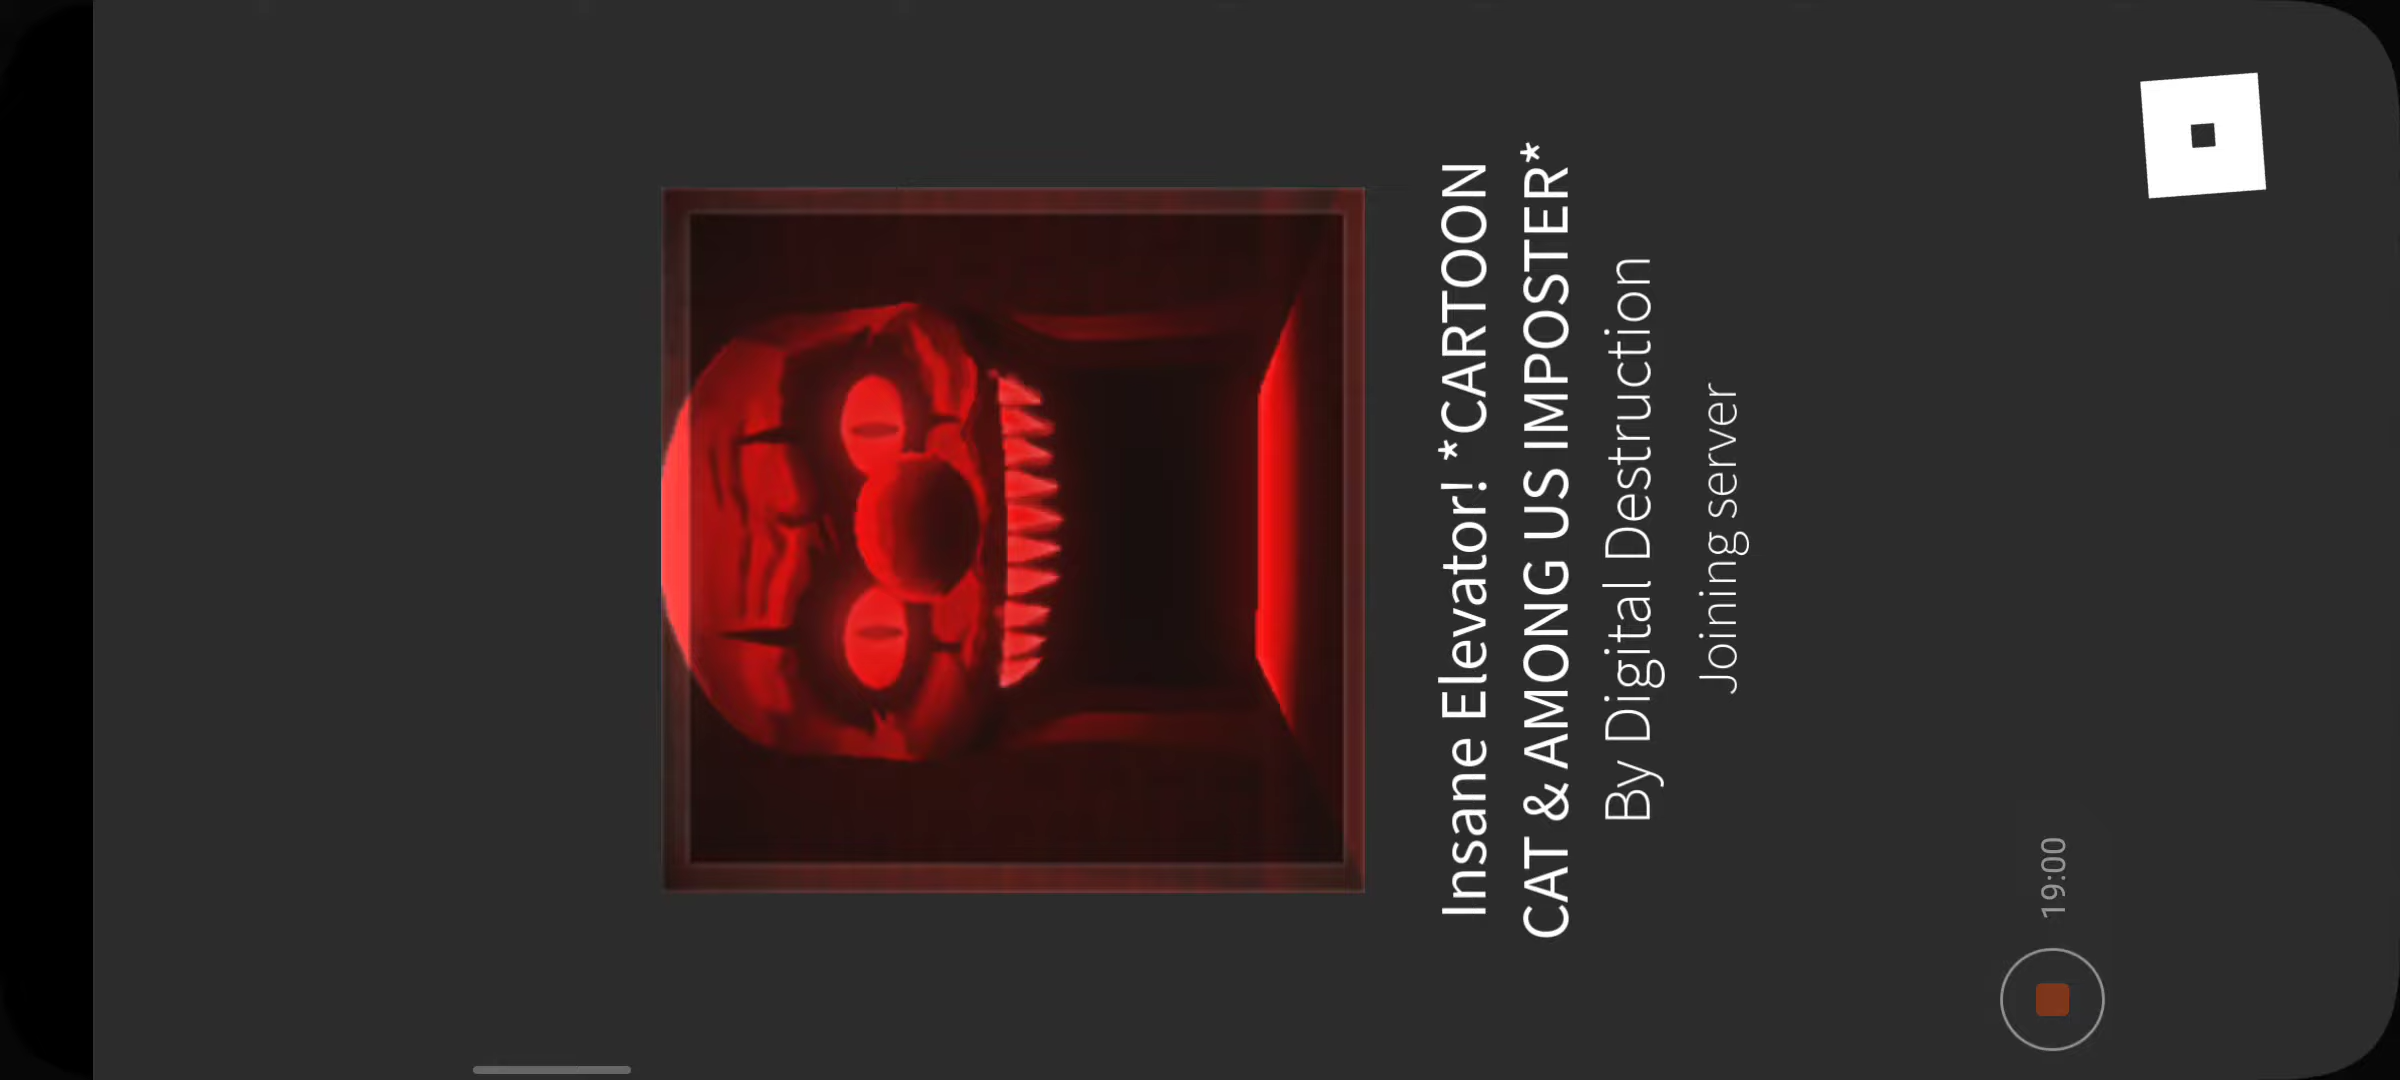 Insane Elevator! *CARTOON
CAT & AMONG US IMPOSTER*
By Digital Destruction
Joining server
19:00